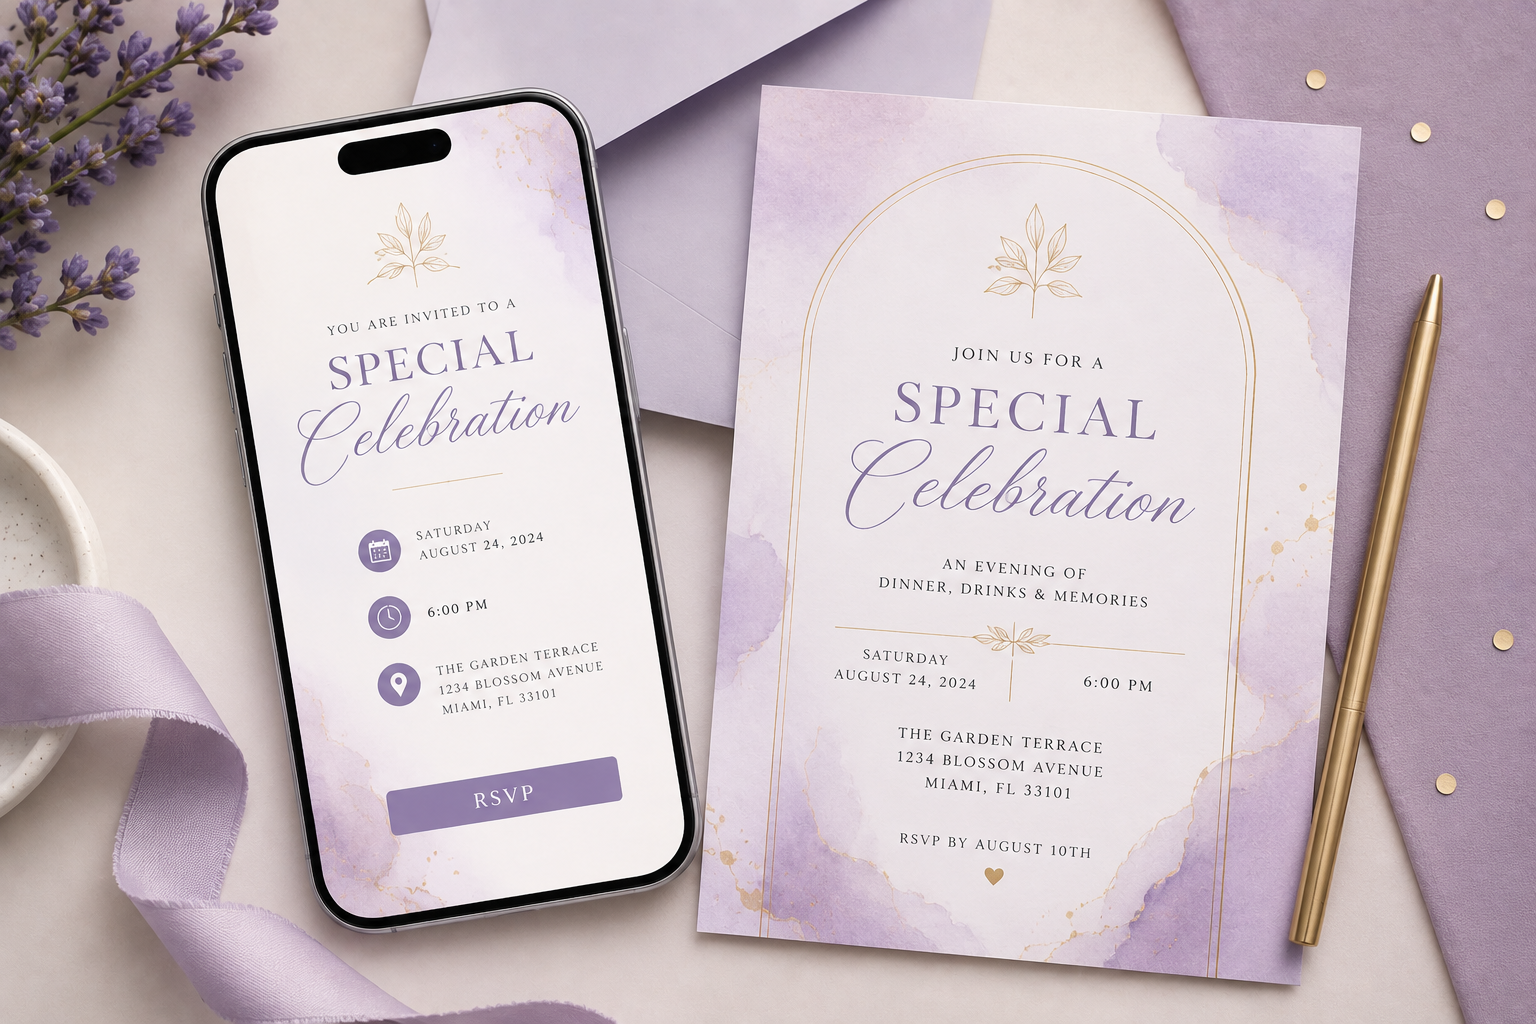 YOU ARE INVITED TO A
SPECIAL
Celebration
SATURDAY
AUGUST 24, 2024
6:00 PM
THE GARDEN TERRACE
1234 BLOSSOM AVENUE
MIAMI, FL 33101
RSVP
JOIN US FOR A
SPECIAL
Celebration
AN EVENING OF
DINNER, DRINKS & MEMORIES
SATURDAY
AUGUST 24, 2024
6:00 PM
THE GARDEN TERRACE
1234 BLOSSOM AVENUE
MIAMI, FL 33101
RSVP BY AUGUST 10TH